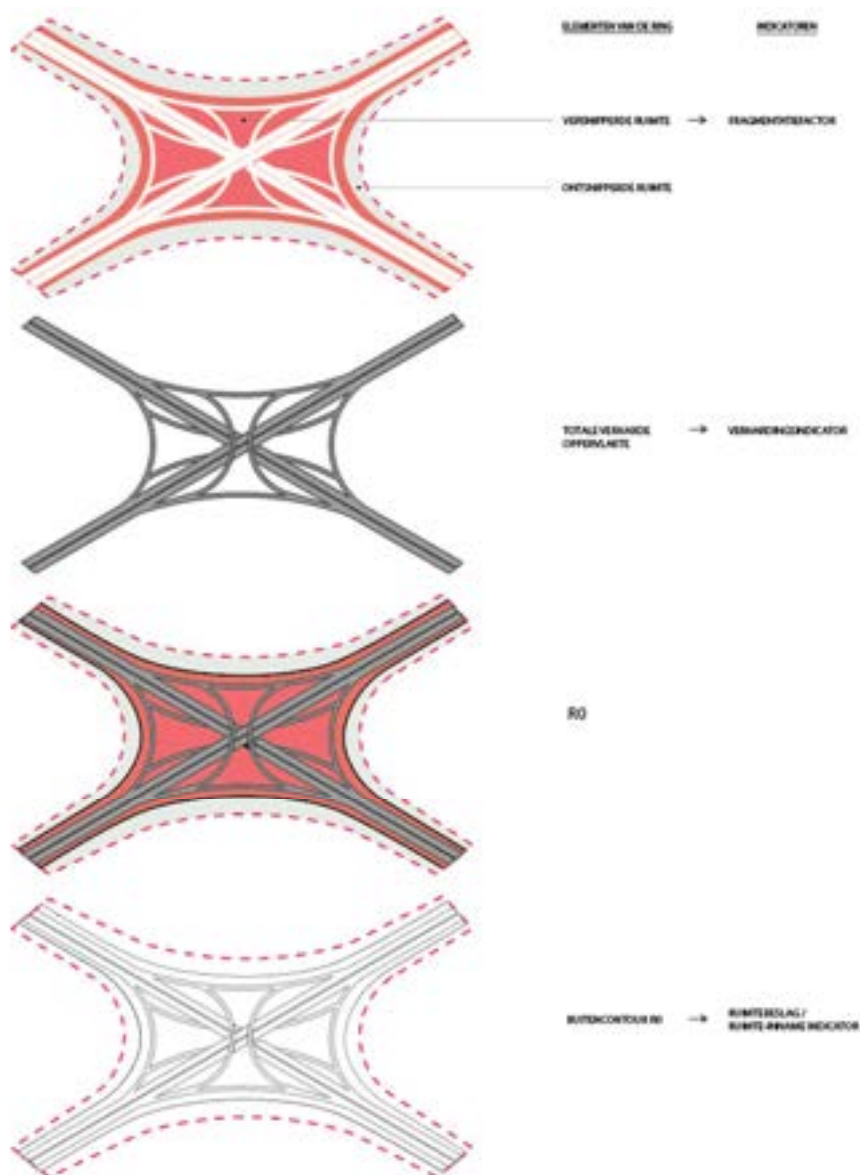 ELEMENTEN VAN DE RING
INDICATOREN
VERSNIPPERDE RUIMTE → FRAGMENTATIEFACTOR
ONTSNIPPERDE RUIMTE
TOTALE VERHARDE → VERHARDINGSINDICATOR
OPPERVLAKTE
R0
BUITENCONTOUR R0 → RUIMTEBESLAG /
RUIMTE-INNAME INDICATOR